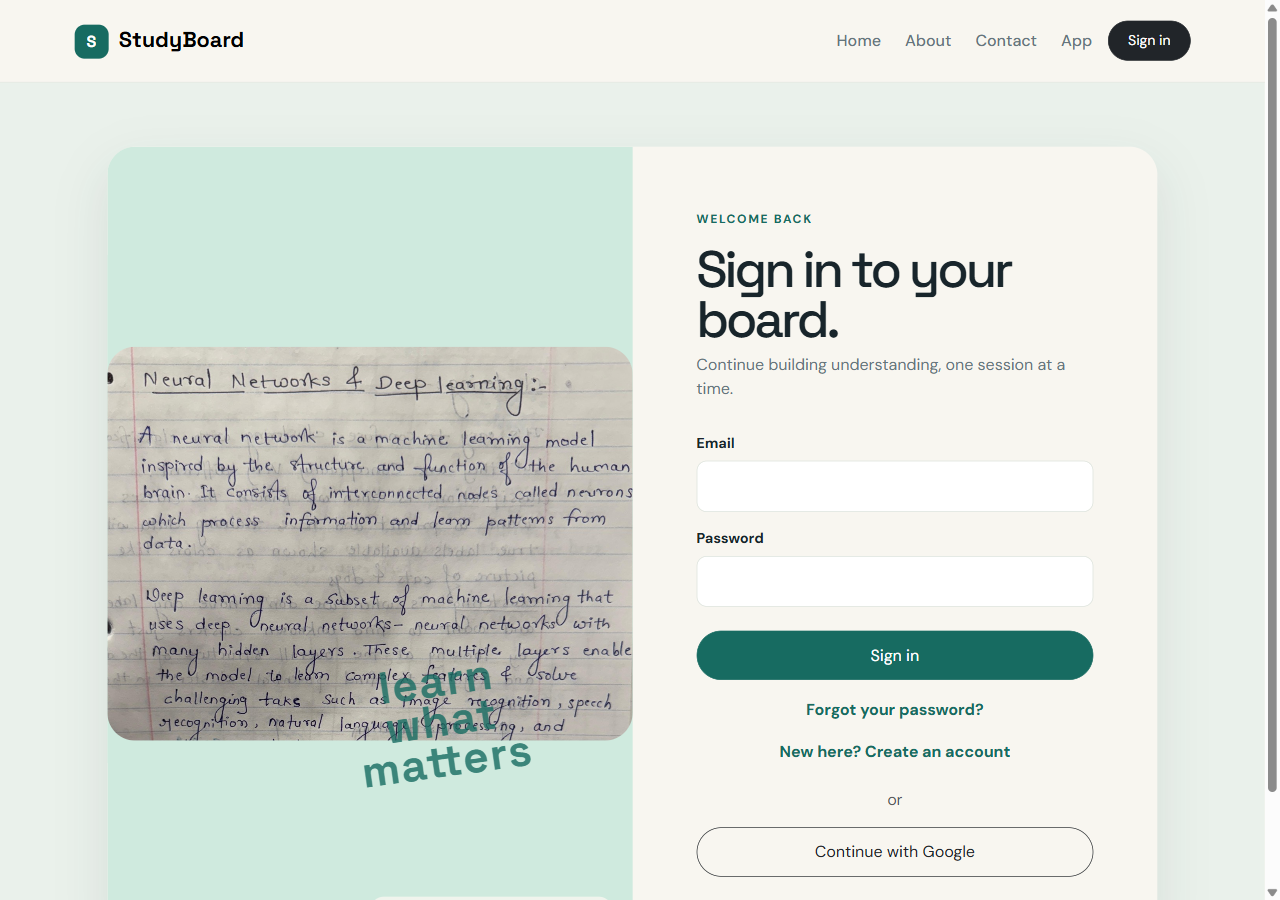 S StudyBoard
Home About Contact App Sign in
Neural Networks & Deep learning :-
A neural network is a machine learning model
inspired by the structure and function of the human
brain. It consists of interconnected nodes called neurons
which process information and learn patterns from
data.
Deep learning is a subset of machine learning that
uses deep neural networks- neural networks with
many hidden layers. These multiple layers enable
the model to learn complex features & solve
challenging taks such as image recognition, speech
recognition, natural language processing, and
learn
what
matters
WELCOME BACK
Sign in to your
board.
Continue building understanding, one session at a
time.
Email
Password
Sign in
Forgot your password?
New here? Create an account
or
Continue with Google